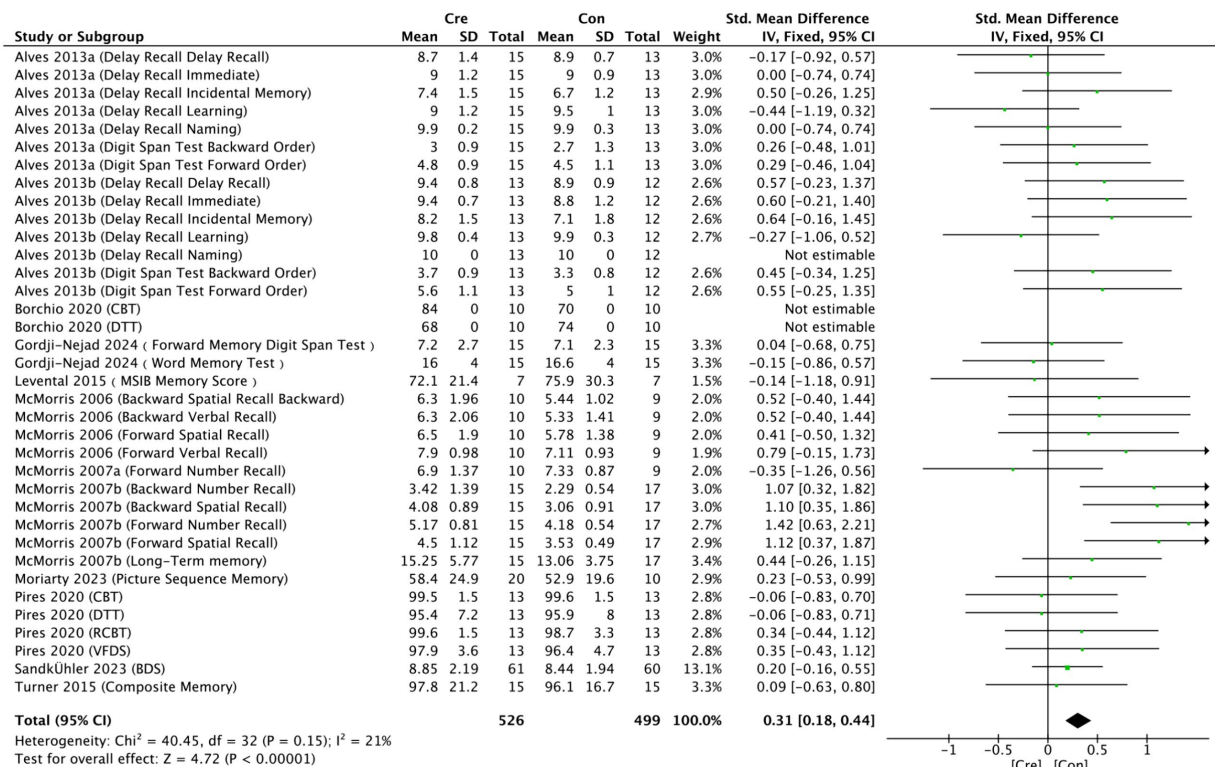 Cre Con Std. Mean Difference Std. Mean Difference
Study or Subgroup Mean SD Total Mean SD Total Weight IV, Fixed, 95% CI IV, Fixed, 95% CI
Alves 2013a (Delay Recall Delay Recall) 8.7 1.4 15 8.9 0.7 13 3.0% −0.17 [−0.92, 0.57]
Alves 2013a (Delay Recall Immediate) 9 1.2 15 9 0.9 13 3.0% 0.00 [−0.74, 0.74]
Alves 2013a (Delay Recall Incidental Memory) 7.4 1.5 15 6.7 1.2 13 2.9% 0.50 [−0.26, 1.25]
Alves 2013a (Delay Recall Learning) 9 1.2 15 9.5 1 13 3.0% −0.44 [−1.19, 0.32]
Alves 2013a (Delay Recall Naming) 9.9 0.2 15 9.9 0.3 13 3.0% 0.00 [−0.74, 0.74]
Alves 2013a (Digit Span Test Backward Order) 3 0.9 15 2.7 1.3 13 3.0% 0.26 [−0.48, 1.01]
Alves 2013a (Digit Span Test Forward Order) 4.8 0.9 15 4.5 1.1 13 3.0% 0.29 [−0.46, 1.04]
Alves 2013b (Delay Recall Delay Recall) 9.4 0.8 13 8.9 0.9 12 2.6% 0.57 [−0.23, 1.37]
Alves 2013b (Delay Recall Immediate) 9.4 0.7 13 8.8 1.2 12 2.6% 0.60 [−0.21, 1.40]
Alves 2013b (Delay Recall Incidental Memory) 8.2 1.5 13 7.1 1.8 12 2.6% 0.64 [−0.16, 1.45]
Alves 2013b (Delay Recall Learning) 9.8 0.4 13 9.9 0.3 12 2.7% −0.27 [−1.06, 0.52]
Alves 2013b (Delay Recall Naming) 10 0 13 10 0 12 Not estimable
Alves 2013b (Digit Span Test Backward Order) 3.7 0.9 13 3.3 0.8 12 2.6% 0.45 [−0.34, 1.25]
Alves 2013b (Digit Span Test Forward Order) 5.6 1.1 13 5 1 12 2.6% 0.55 [−0.25, 1.35]
Borchio 2020 (CBT) 84 0 10 70 0 10 Not estimable
Borchio 2020 (DTT) 68 0 10 74 0 10 Not estimable
Gordji-Nejad 2024（Forward Memory Digit Span Test） 7.2 2.7 15 7.1 2.3 15 3.3% 0.04 [−0.68, 0.75]
Gordji-Nejad 2024（Word Memory Test） 16 4 15 16.6 4 15 3.3% −0.15 [−0.86, 0.57]
Levental 2015（MSIB Memory Score） 72.1 21.4 7 75.9 30.3 7 1.5% −0.14 [−1.18, 0.91]
McMorris 2006 (Backward Spatial Recall Backward) 6.3 1.96 10 5.44 1.02 9 2.0% 0.52 [−0.40, 1.44]
McMorris 2006 (Backward Verbal Recall) 6.3 2.06 10 5.33 1.41 9 2.0% 0.52 [−0.40, 1.44]
McMorris 2006 (Forward Spatial Recall) 6.5 1.9 10 5.78 1.38 9 2.0% 0.41 [−0.50, 1.32]
McMorris 2006 (Forward Verbal Recall) 7.9 0.98 10 7.11 0.93 9 1.9% 0.79 [−0.15, 1.73]
McMorris 2007a (Forward Number Recall) 6.9 1.37 10 7.33 0.87 9 2.0% −0.35 [−1.26, 0.56]
McMorris 2007b (Backward Number Recall) 3.42 1.39 15 2.29 0.54 17 3.0% 1.07 [0.32, 1.82]
McMorris 2007b (Backward Spatial Recall) 4.08 0.89 15 3.06 0.91 17 3.0% 1.10 [0.35, 1.86]
McMorris 2007b (Forward Number Recall) 5.17 0.81 15 4.18 0.54 17 2.7% 1.42 [0.63, 2.21]
McMorris 2007b (Forward Spatial Recall) 4.5 1.12 15 3.53 0.49 17 2.9% 1.12 [0.37, 1.87]
McMorris 2007b (Long-Term memory) 15.25 5.77 15 13.06 3.75 17 3.4% 0.44 [−0.26, 1.15]
Moriarty 2023 (Picture Sequence Memory) 58.4 24.9 20 52.9 19.6 10 2.9% 0.23 [−0.53, 0.99]
Pires 2020 (CBT) 99.5 1.5 13 99.6 1.5 13 2.8% −0.06 [−0.83, 0.70]
Pires 2020 (DTT) 95.4 7.2 13 95.9 8 13 2.8% −0.06 [−0.83, 0.71]
Pires 2020 (RCBT) 99.6 1.5 13 98.7 3.3 13 2.8% 0.34 [−0.44, 1.12]
Pires 2020 (VFDS) 97.9 3.6 13 96.4 4.7 13 2.8% 0.35 [−0.43, 1.12]
SandkÜhler 2023 (BDS) 8.85 2.19 61 8.44 1.94 60 13.1% 0.20 [−0.16, 0.55]
Turner 2015 (Composite Memory) 97.8 21.2 15 96.1 16.7 15 3.3% 0.09 [−0.63, 0.80]
Total (95% CI) 526 499 100.0% 0.31 [0.18, 0.44]
Heterogeneity: Chi² = 40.45, df = 32 (P = 0.15); I² = 21%
Test for overall effect: Z = 4.72 (P < 0.00001)
−1 −0.5 0 0.5 1
[Cre] [Con]